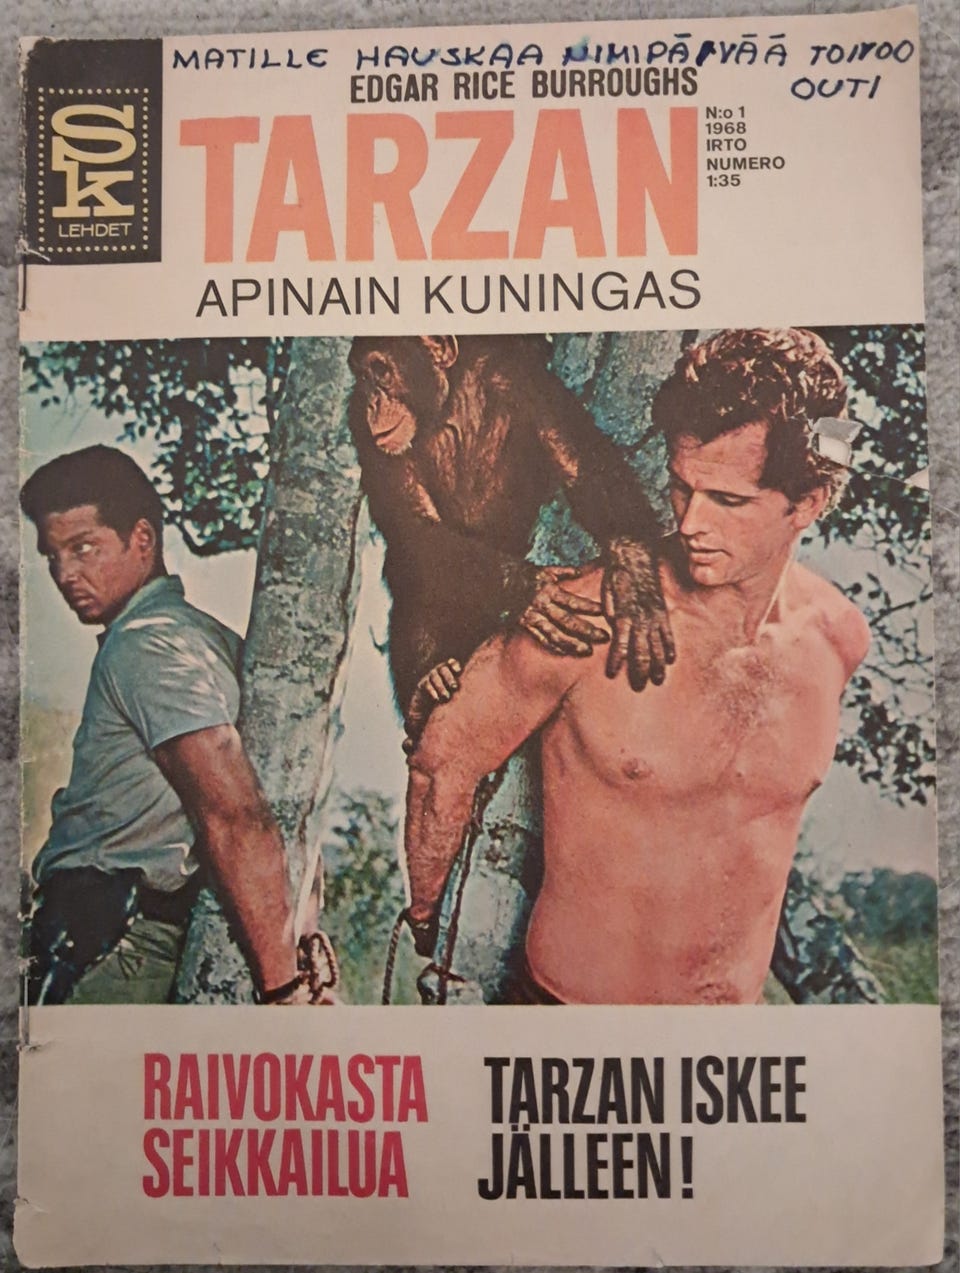 MATILLE HAUSKAA NIMIPÄIVÄÄ TOIVOO
OUTI
EDGAR RICE BURROUGHS
TARZAN
N:o 1
1968
IRTO
NUMERO
1:35
Sk
LEHDET
APINAIN KUNINGAS
RAIVOKASTA
SEIKKAILUA
TARZAN ISKEE
JÄLLEEN!